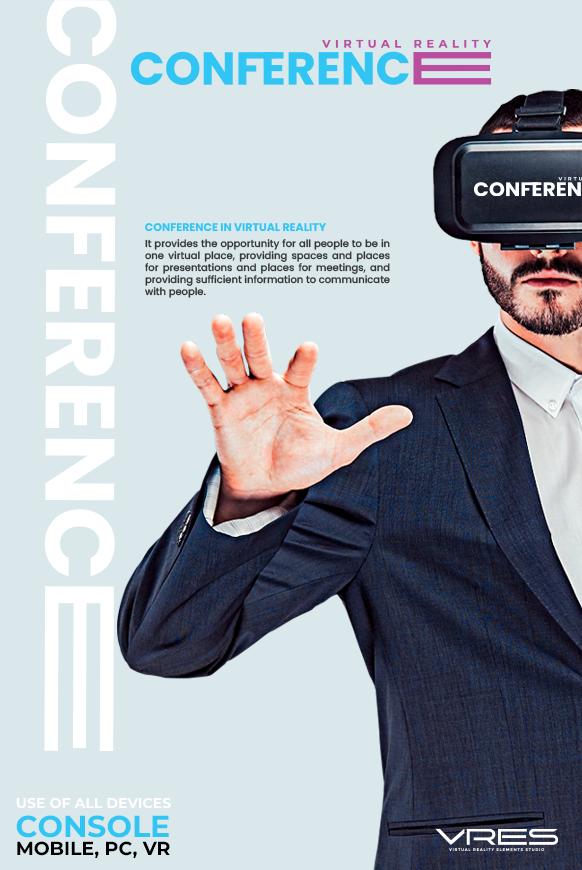 VIRTUAL REALITY
CONFERENCE
CONFERENCE
CONFEREN
CONFERENCE IN VIRTUAL REALITY
It provides the opportunity for all people to be in
one virtual place, providing spaces and places
for presentations and places for meetings, and
providing sufficient information to communicate
with people.
USE OF ALL DEVICES
CONSOLE
MOBILE, PC, VR
VRES
VIRTUAL REALITY ELEMENTS STUDIO